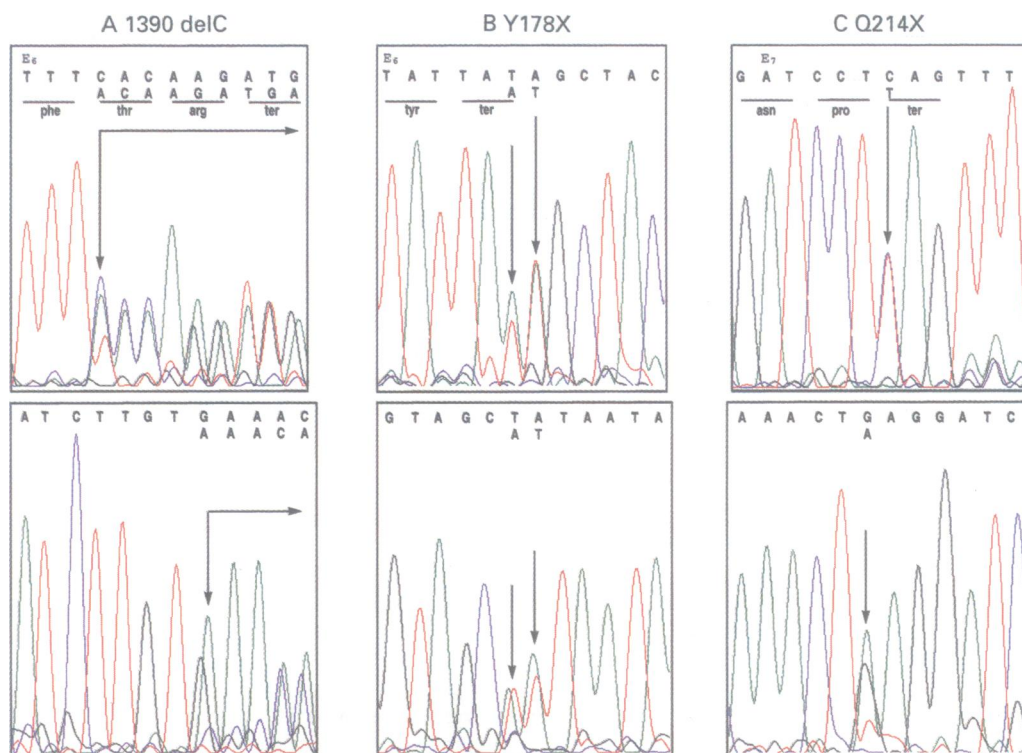 A 1390 delC
E6
T T T C A C A A G A T G
A C A A G A T G A
phe thr arg ter
A T C T T G T G A A A C
A A A C A
B Y178X
E6
T A T T A T A G C T A C
A T
tyr ter
G T A G C T A T A A T A
A T
C Q214X
E7
G A T C C T C A G T T T
T
asn pro ter
A A A C T G A G G A T C
A